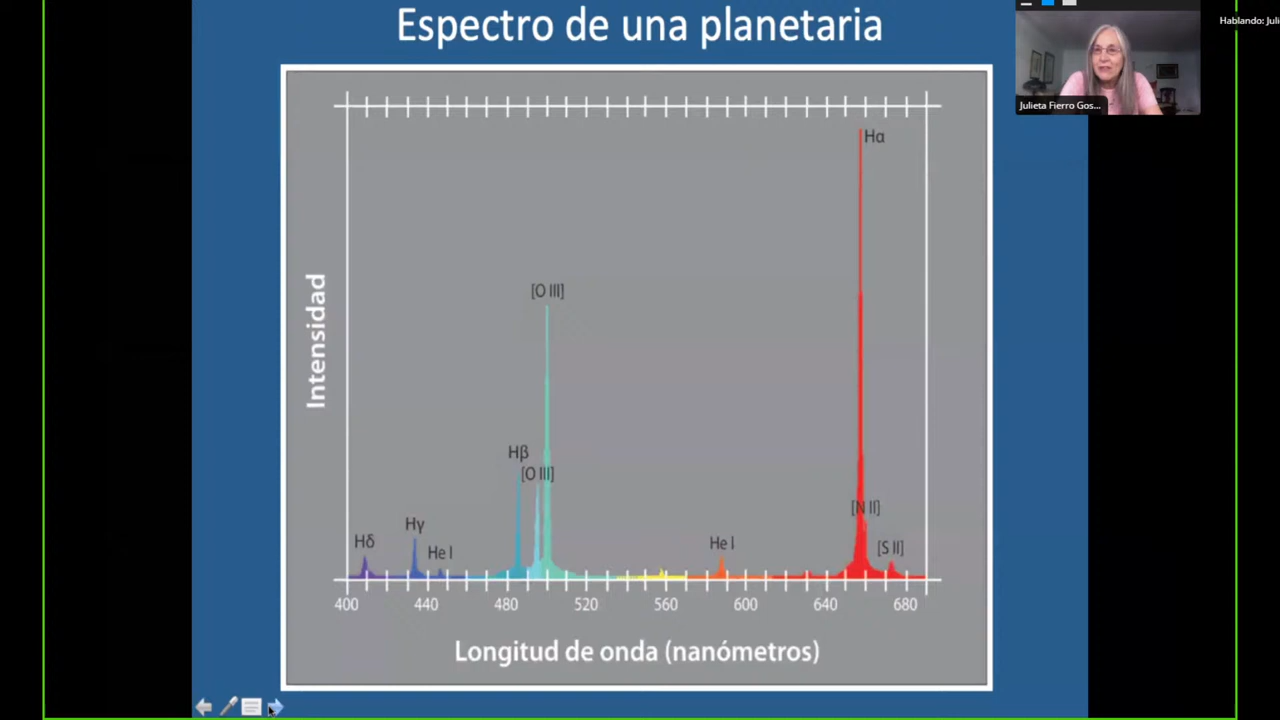 Espectro de una planetaria
Hablando: Juli
Julieta Fierro Gos...
Hα
[O III]
Intensidad
Hβ
[O III]
[N II]
Hγ
Hδ
He I
He I
[S II]
400 440 480 520 560 600 640 680
Longitud de onda (nanómetros)